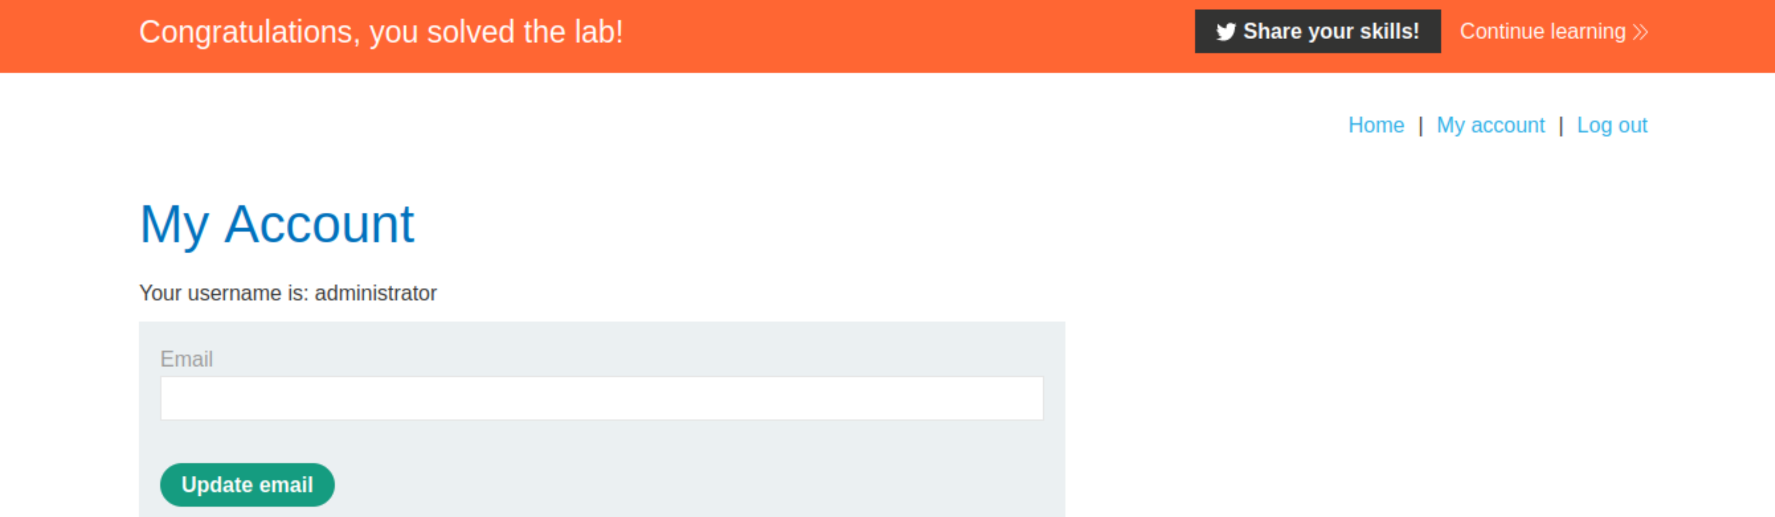 Congratulations, you solved the lab!
Share your skills! Continue learning
Home | My account | Log out
My Account
Your username is: administrator
Email
Update email